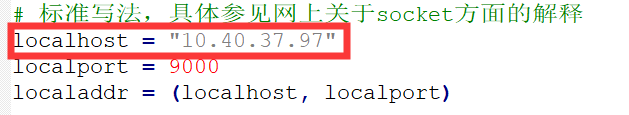 # 标准写法，具体参见网上关于socket方面的解释
localhost = "10.40.37.97"
localport = 9000
localaddr = (localhost, localport)